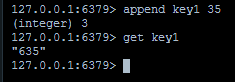 127.0.0.1:6379> append key1 35
(integer) 3
127.0.0.1:6379> get key1
"635"
127.0.0.1:6379>